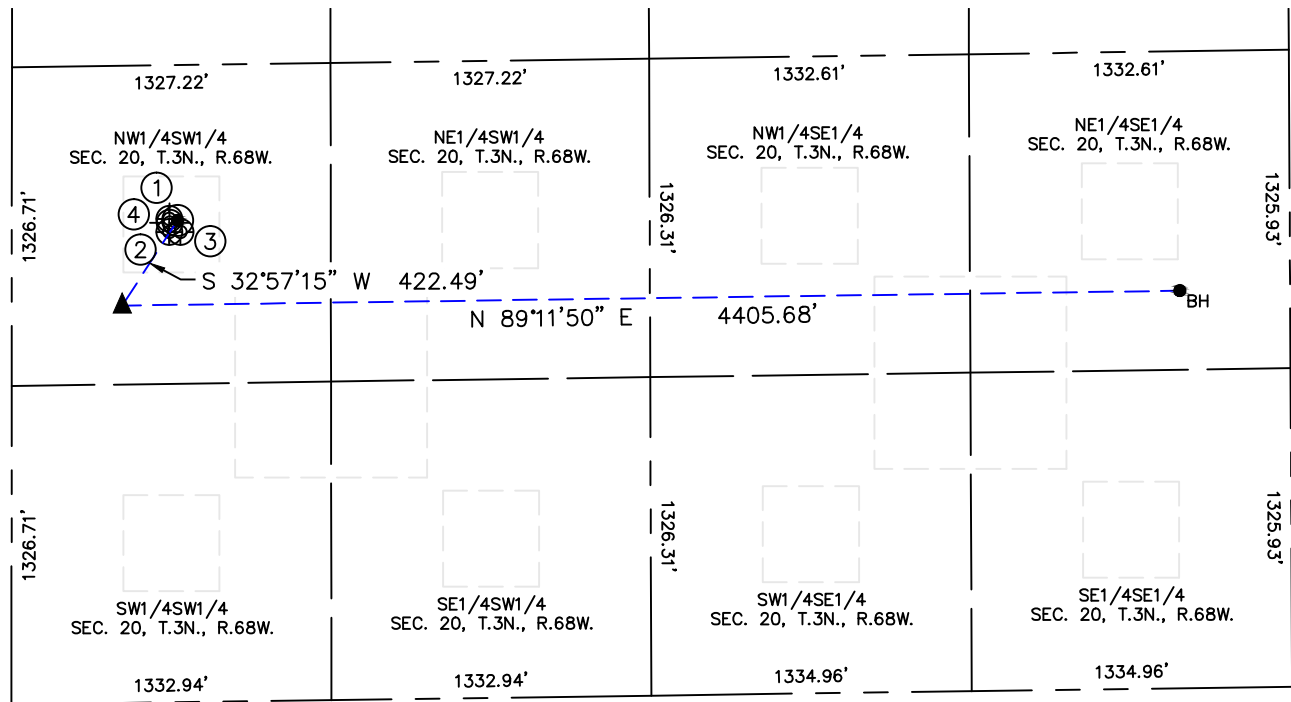 1327.22'
1327.22'
1332.61'
1332.61'
NW1/4SW1/4
SEC. 20, T.3N., R.68W.
NE1/4SW1/4
SEC. 20, T.3N., R.68W.
NW1/4SE1/4
SEC. 20, T.3N., R.68W.
NE1/4SE1/4
SEC. 20, T.3N., R.68W.
1326.71'
1
4
2
3
1326.31'
1325.93'
S 32°57'15" W 422.49'
N 89°11'50" E 4405.68'
BH
1326.71'
1326.31'
1325.93'
SW1/4SW1/4
SEC. 20, T.3N., R.68W.
SE1/4SW1/4
SEC. 20, T.3N., R.68W.
SW1/4SE1/4
SEC. 20, T.3N., R.68W.
SE1/4SE1/4
SEC. 20, T.3N., R.68W.
1332.94'
1332.94'
1334.96'
1334.96'